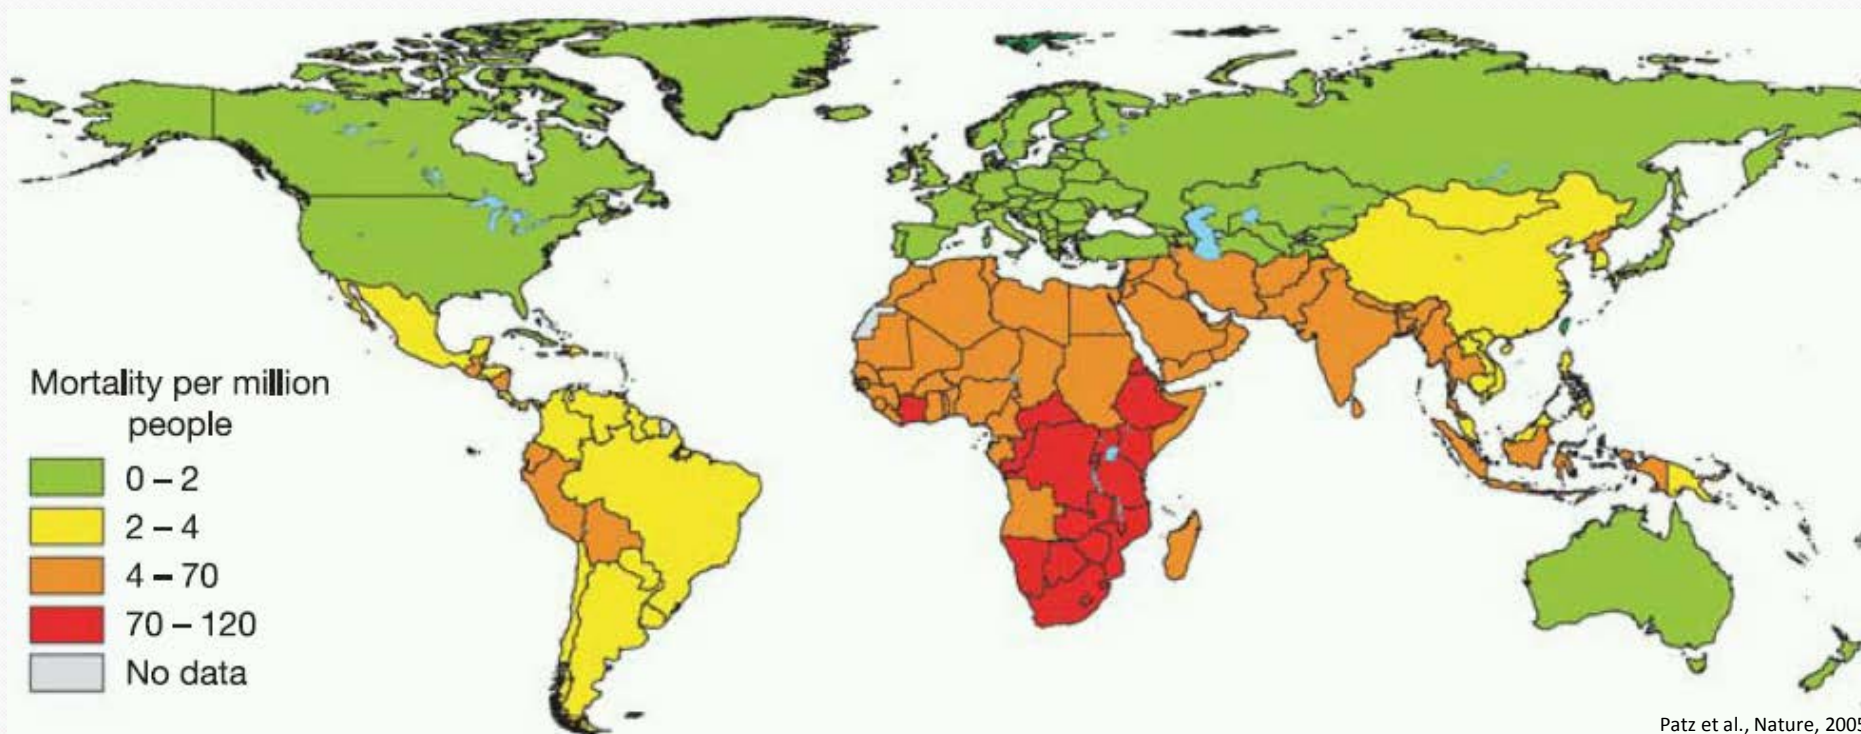 Mortality per million
people
0 – 2
2 – 4
4 – 70
70 – 120
No data
Patz et al., Nature, 2005